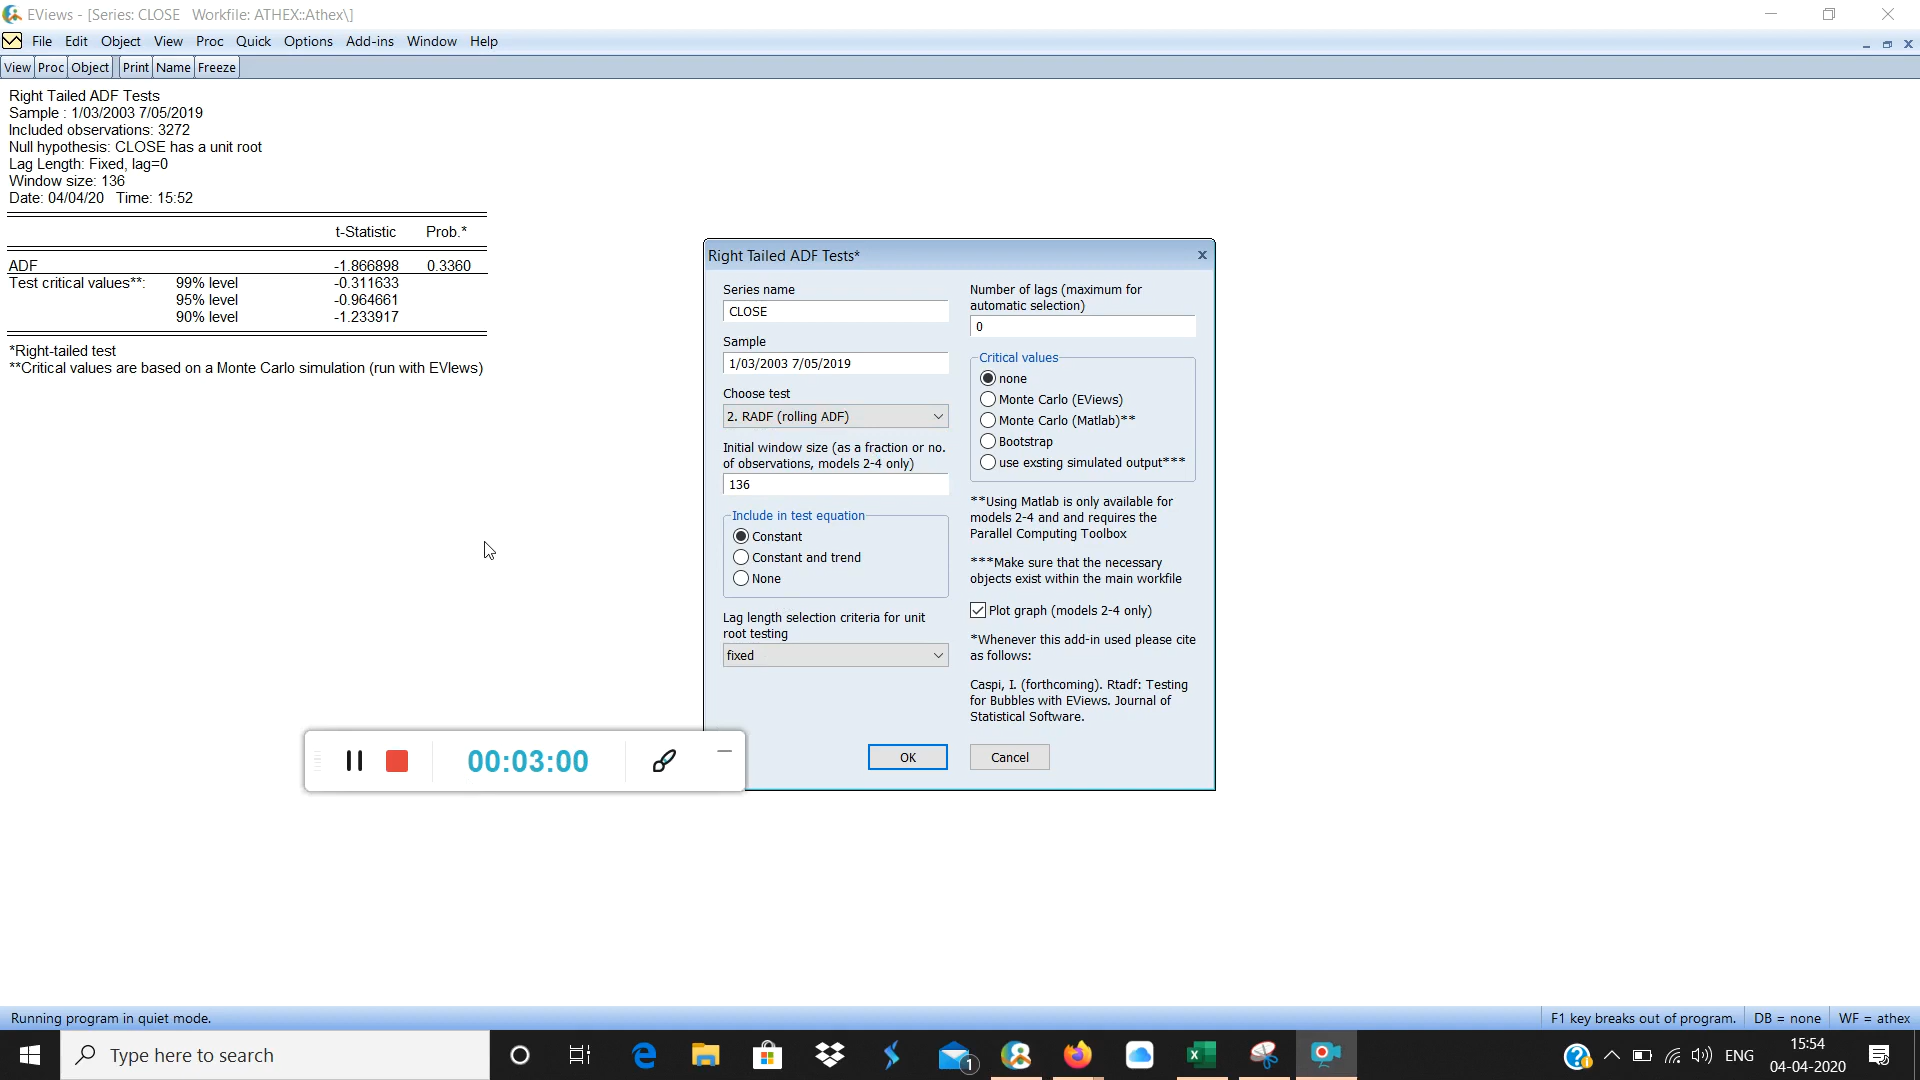 EViews - [Series: CLOSE   Workfile: ATHEX::Athex\]
File Edit Object View Proc Quick Options Add-ins Window Help
View Proc Object Print Name Freeze
Right Tailed ADF Tests
Sample : 1/03/2003 7/05/2019
Included observations: 3272
Null hypothesis: CLOSE has a unit root
Lag Length: Fixed, lag=0
Window size: 136
Date: 04/04/20   Time: 15:52
t-Statistic Prob.*
ADF -1.866898 0.3360
Test critical values**: 99% level -0.311633
95% level -0.964661
90% level -1.233917
*Right-tailed test
**Critical values are based on a Monte Carlo simulation (run with EVIews)
Right Tailed ADF Tests*
Series name
CLOSE
Sample
1/03/2003 7/05/2019
Choose test
2. RADF (rolling ADF)
Initial window size (as a fraction or no.
of observations, models 2-4 only)
136
Include in test equation
Constant
Constant and trend
None
Lag length selection criteria for unit
root testing
fixed
Number of lags (maximum for
automatic selection)
0
Critical values
none
Monte Carlo (EViews)
Monte Carlo (Matlab)**
Bootstrap
use exsting simulated output***
**Using Matlab is only available for
models 2-4 and and requires the
Parallel Computing Toolbox
***Make sure that the necessary
objects exist within the main workfile
Plot graph (models 2-4 only)
*Whenever this add-in used please cite
as follows:
Caspi, I. (forthcoming). Rtadf: Testing
for Bubbles with EViews. Journal of
Statistical Software.
OK Cancel
00:03:00
Running program in quiet mode.
F1 key breaks out of program. DB = none WF = athex
Type here to search
1
ENG
15:54
04-04-2020